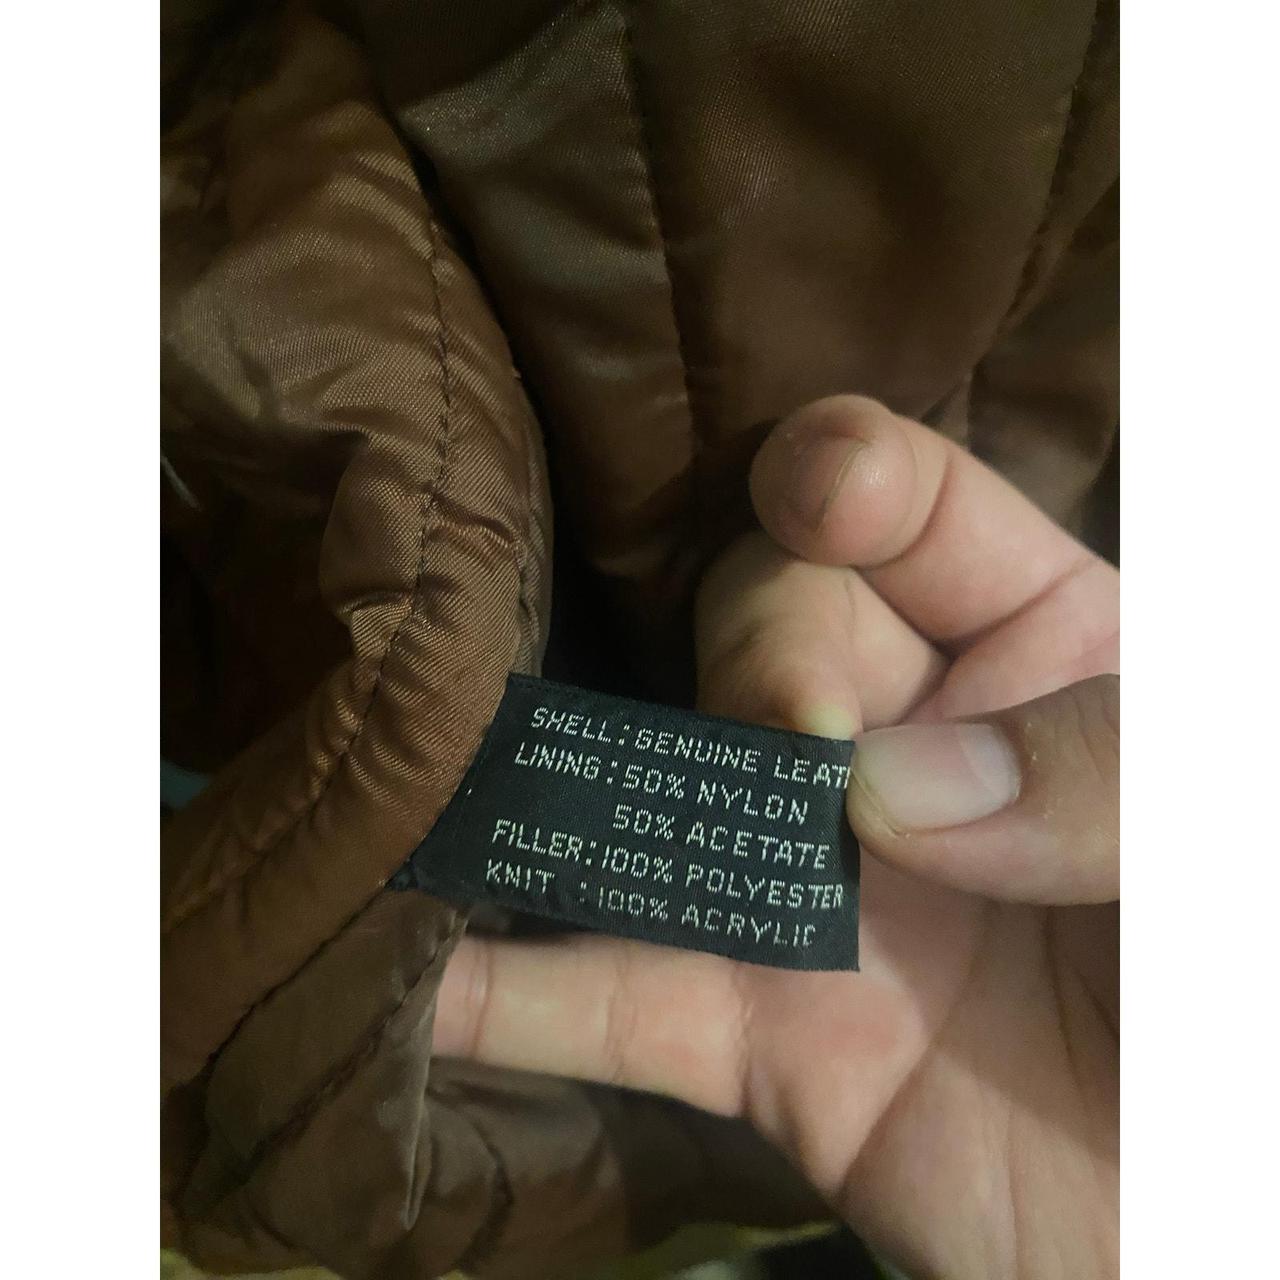 SHELL:GENUINE LEAT
LINING:50% NYLON
50% ACETATE
FILLER:100% POLYESTER
KNIT :100% ACRYLIC